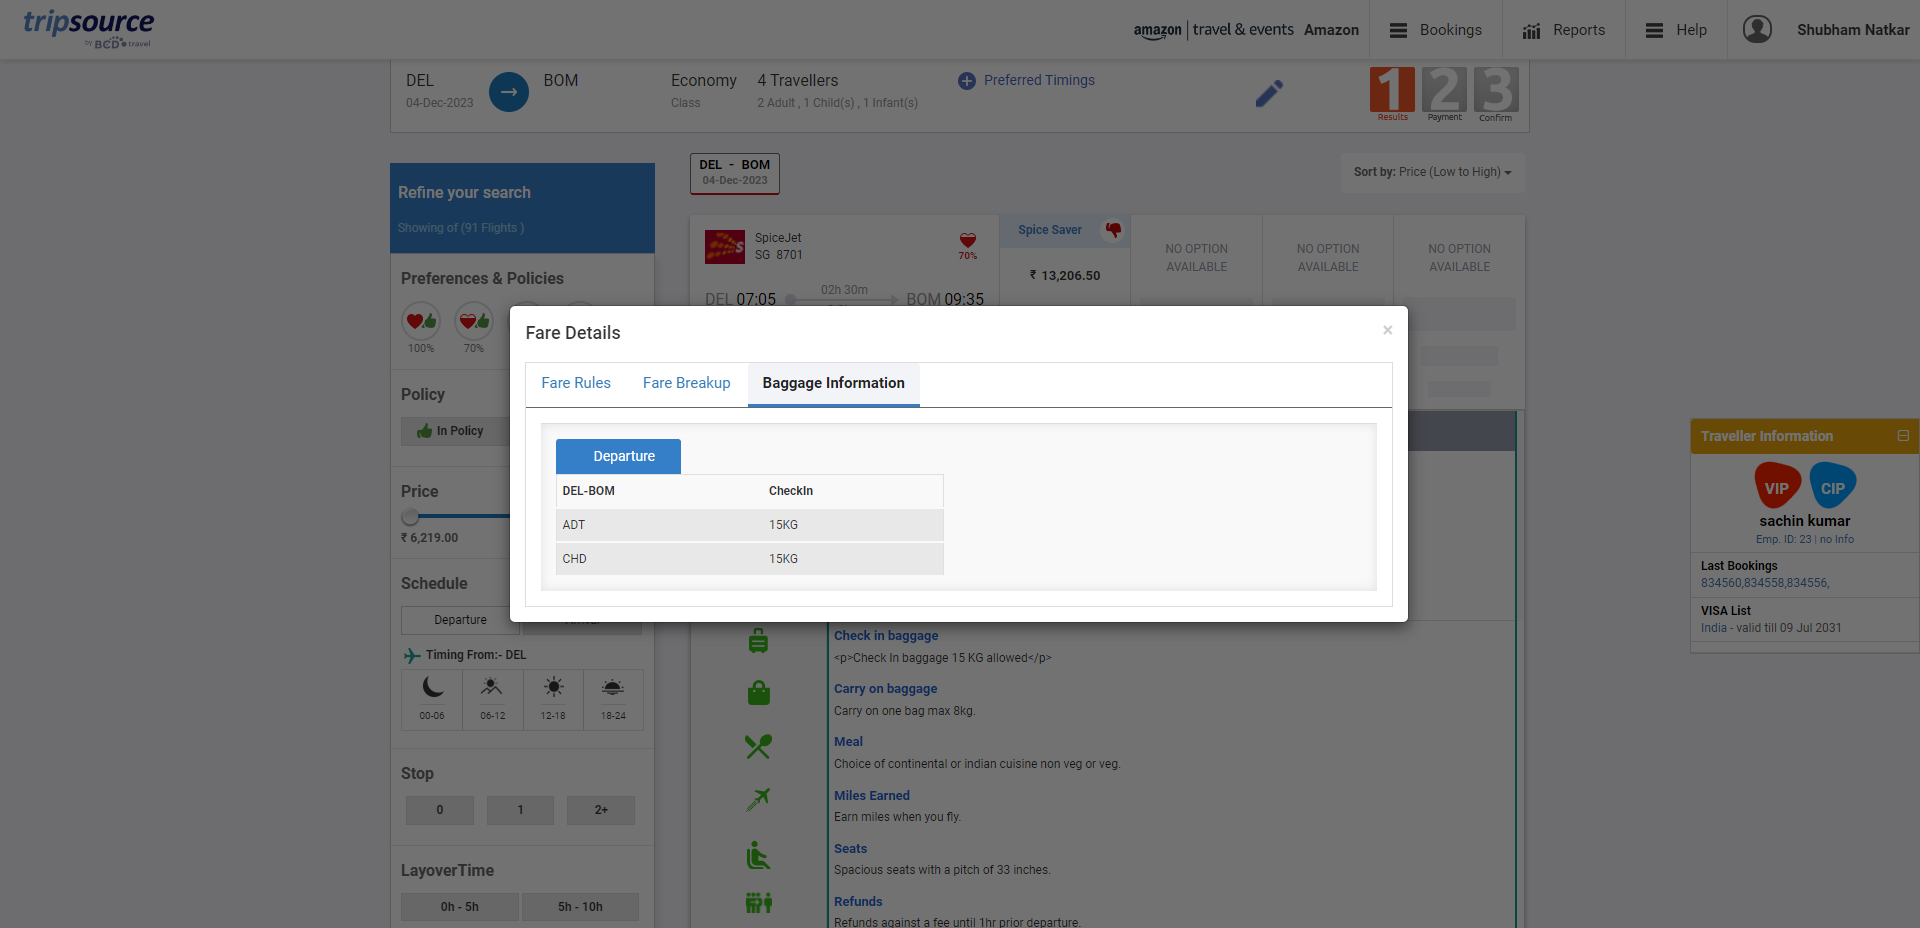 tripsource
by BCD travel
amazon | travel & events Amazon
Bookings
Reports
Help
Shubham Natkar
DEL
04-Dec-2023
BOM
Economy
Class
4 Travellers
2 Adult , 1 Child(s) , 1 Infant(s)
Preferred Timings
1 2 3
Results Payment Confirm
Refine your search
Showing of (91 Flights )
DEL - BOM
04-Dec-2023
Sort by: Price (Low to High)
SpiceJet
SG 8701
70%
DEL 07:05
02h 30m
BOM 09:35
Spice Saver
₹ 13,206.50
NO OPTION AVAILABLE
NO OPTION AVAILABLE
NO OPTION AVAILABLE
Preferences & Policies
100%
70%
Policy
In Policy
Price
₹ 6,219.00
Schedule
Departure
Timing From:- DEL
00-06
06-12
12-18
18-24
Stop
0
1
2+
LayoverTime
0h - 5h
5h - 10h
Fare Details
×
Fare Rules
Fare Breakup
Baggage Information
Departure
DEL-BOM CheckIn
ADT 15KG
CHD 15KG
Check in baggage
<p>Check In baggage 15 KG allowed</p>
Carry on baggage
Carry on one bag max 8kg.
Meal
Choice of continental or indian cuisine non veg or veg.
Miles Earned
Earn miles when you fly.
Seats
Spacious seats with a pitch of 33 inches.
Refunds
Refunds against a fee until 1hr prior departure.
Traveller Information
VIP
CIP
sachin kumar
Emp. ID: 23 | no Info
Last Bookings
834560,834558,834556,
VISA List
India - valid till 09 Jul 2031